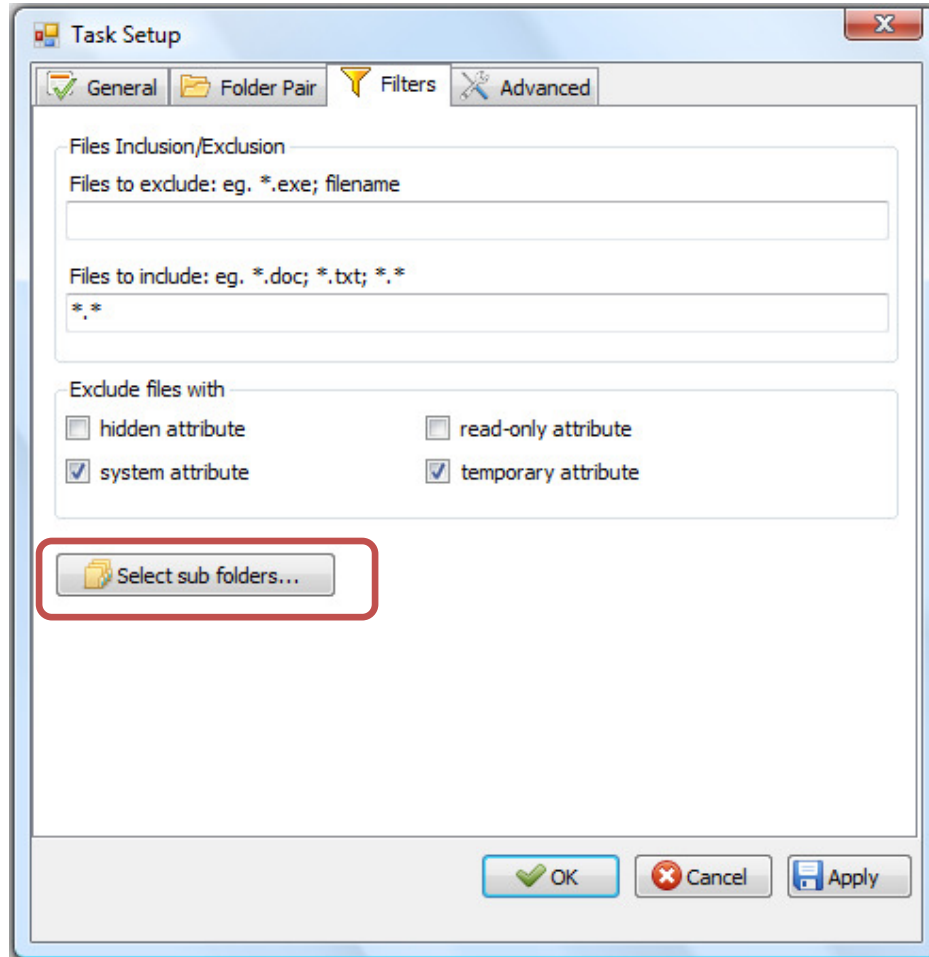 Task Setup
General Folder Pair Filters Advanced
Files Inclusion/Exclusion
Files to exclude: eg. *.exe; filename
Files to include: eg. *.doc; *.txt; *.*
*.*
Exclude files with
hidden attribute read-only attribute
system attribute temporary attribute
Select sub folders...
OK Cancel Apply